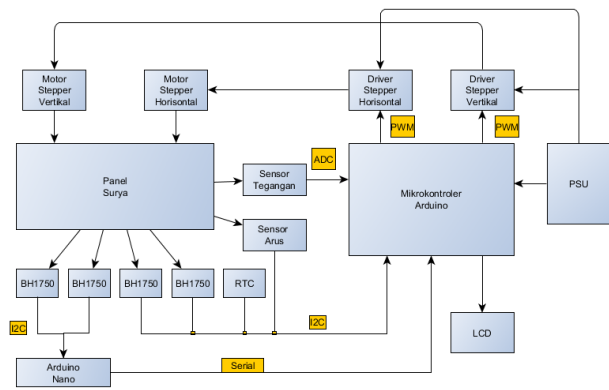 Motor
Stepper
Vertikal
Motor
Stepper
Horisontal
Driver
Stepper
Horisontal
Driver
Stepper
Vertikal
PWM
PWM
Panel
Surya
Sensor
Tegangan
ADC
Mikrokontroler
Arduino
PSU
Sensor
Arus
BH1750
BH1750
BH1750
BH1750
RTC
I2C
I2C
LCD
Arduino
Nano
Serial